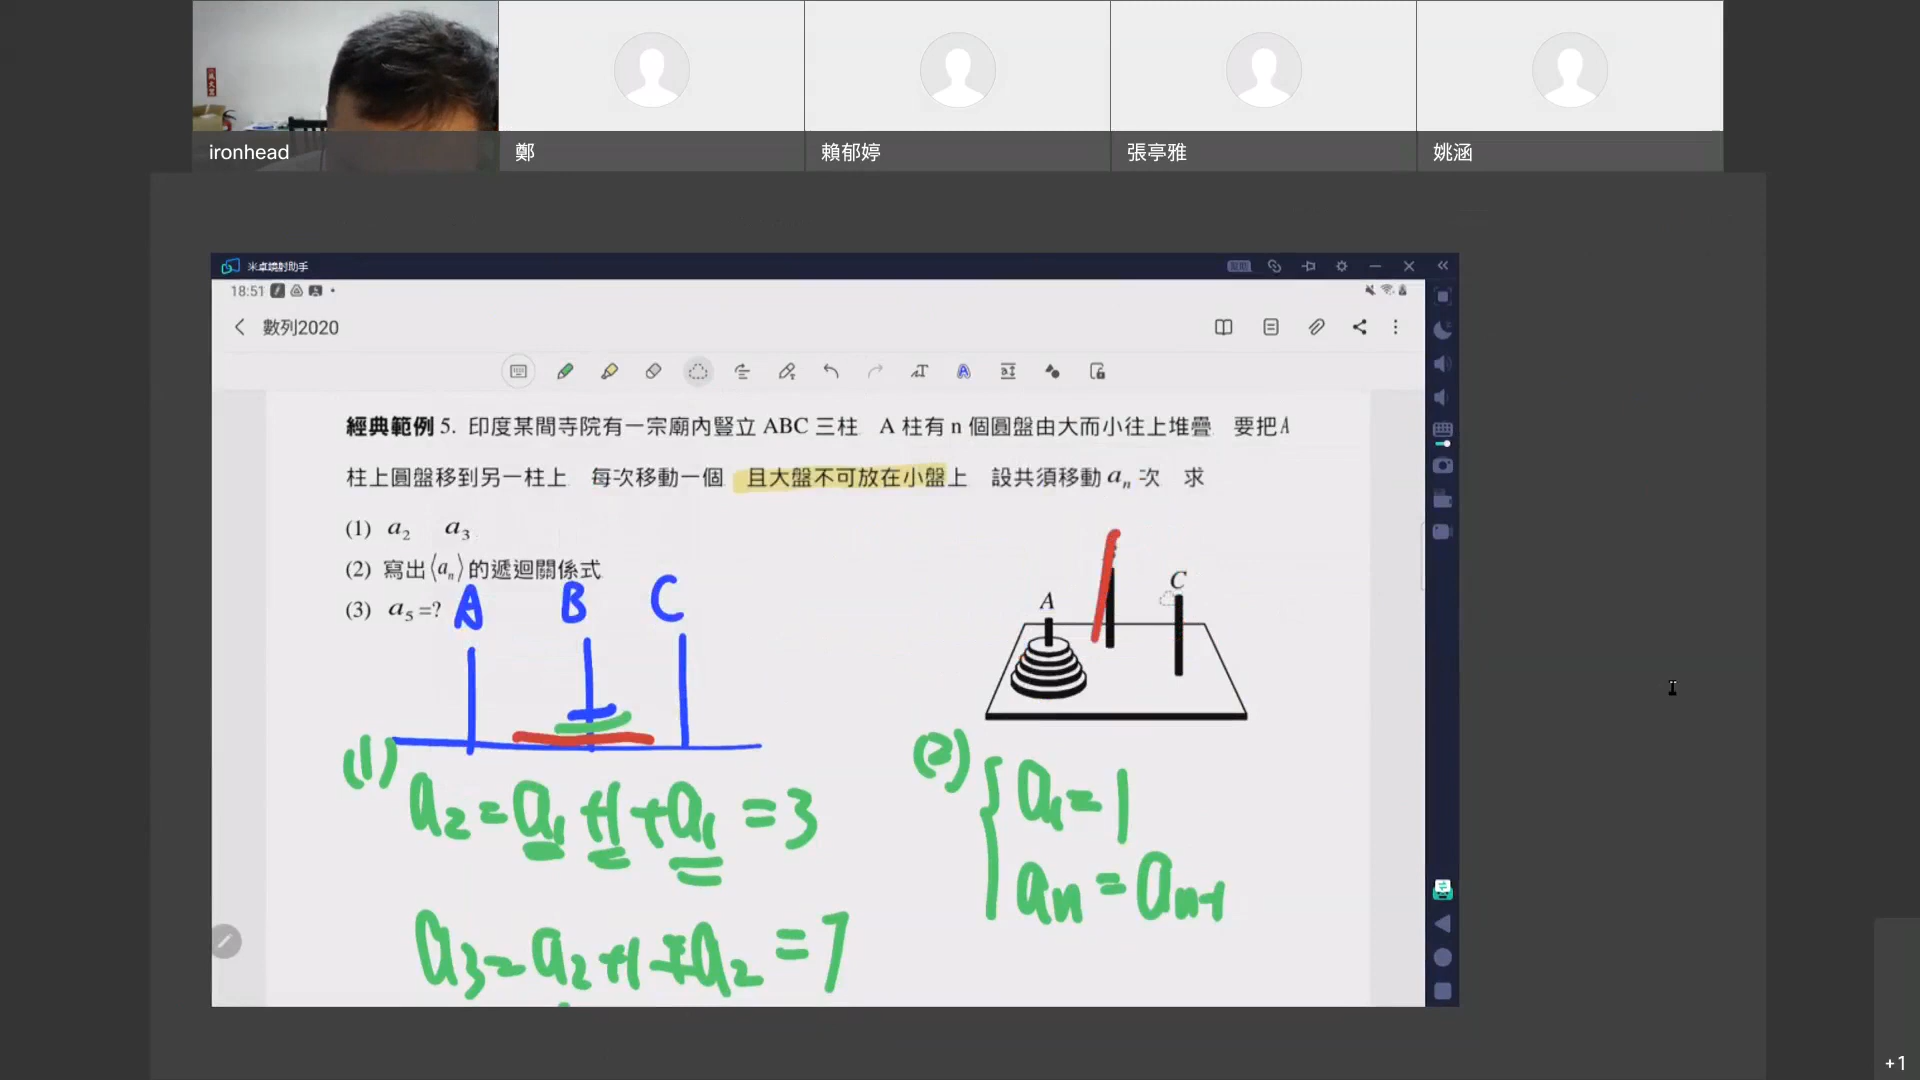 ironhead
鄭
賴郁婷
張亭雅
姚涵
米卓投射助手
18:51
數列2020
經典範例 5. 印度某間寺院有一宗廟內豎立 ABC 三柱 A 柱有 n 個圓盤由大而小往上堆疊 要把A
柱上圓盤移到另一柱上 每次移動一個 且大盤不可放在小盤上 設共須移動 aₙ 次 求
(1) a₂ a₃
(2) 寫出⟨aₙ⟩的遞迴關係式
(3) a₅=?
A B C
A
C
(1) a₂=a₁+1+a₁=3
a₃=a₂+1+a₂=7
(2) a₁=1
aₙ=aₙ₋₁
+1